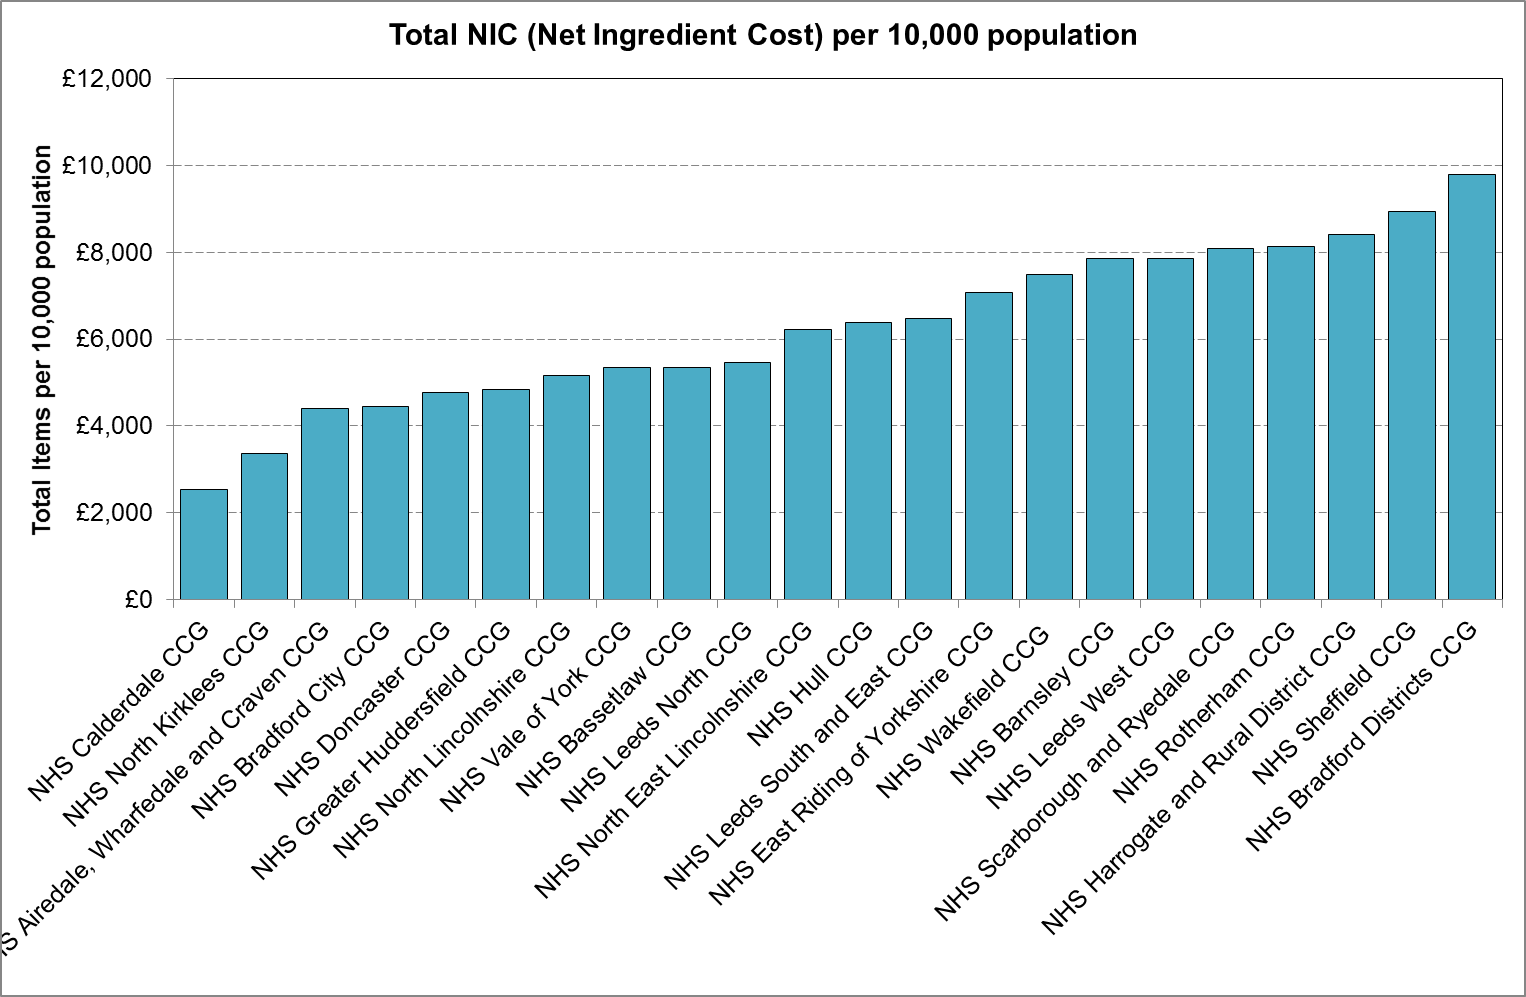 Total NIC (Net Ingredient Cost) per 10,000 population
Total Items per 10,000 population
£12,000
£10,000
£8,000
£6,000
£4,000
£2,000
£0
NHS Calderdale CCG
NHS North Kirklees CCG
S Airedale, Wharfedale and Craven CCG
NHS Bradford City CCG
NHS Doncaster CCG
NHS Greater Huddersfield CCG
NHS North Lincolnshire CCG
NHS Vale of York CCG
NHS Bassetlaw CCG
NHS Leeds North CCG
NHS North East Lincolnshire CCG
NHS Hull CCG
NHS Leeds South and East CCG
NHS East Riding of Yorkshire CCG
NHS Wakefield CCG
NHS Barnsley CCG
NHS Leeds West CCG
NHS Scarborough and Ryedale CCG
NHS Rotherham CCG
NHS Harrogate and Rural District CCG
NHS Sheffield CCG
NHS Bradford Districts CCG